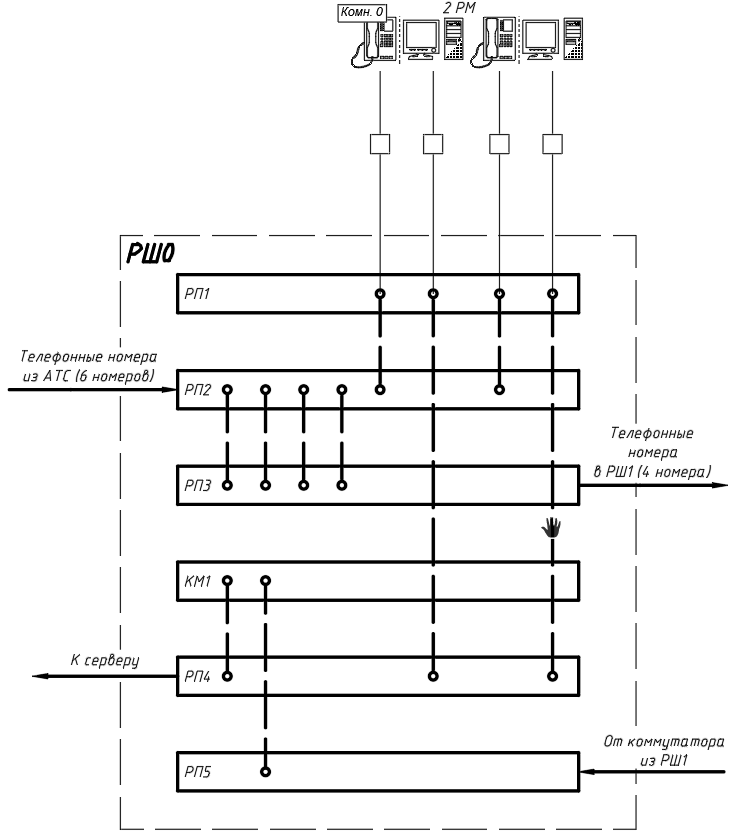 Комн. 0
2 РМ
РШ0
РП1
Телефонные номера
из АТС (6 номеров)
РП2
Телефонные
номера
в РШ1 (4 номера)
РП3
КМ1
К серверу
РП4
От коммутатора
из РШ1
РП5